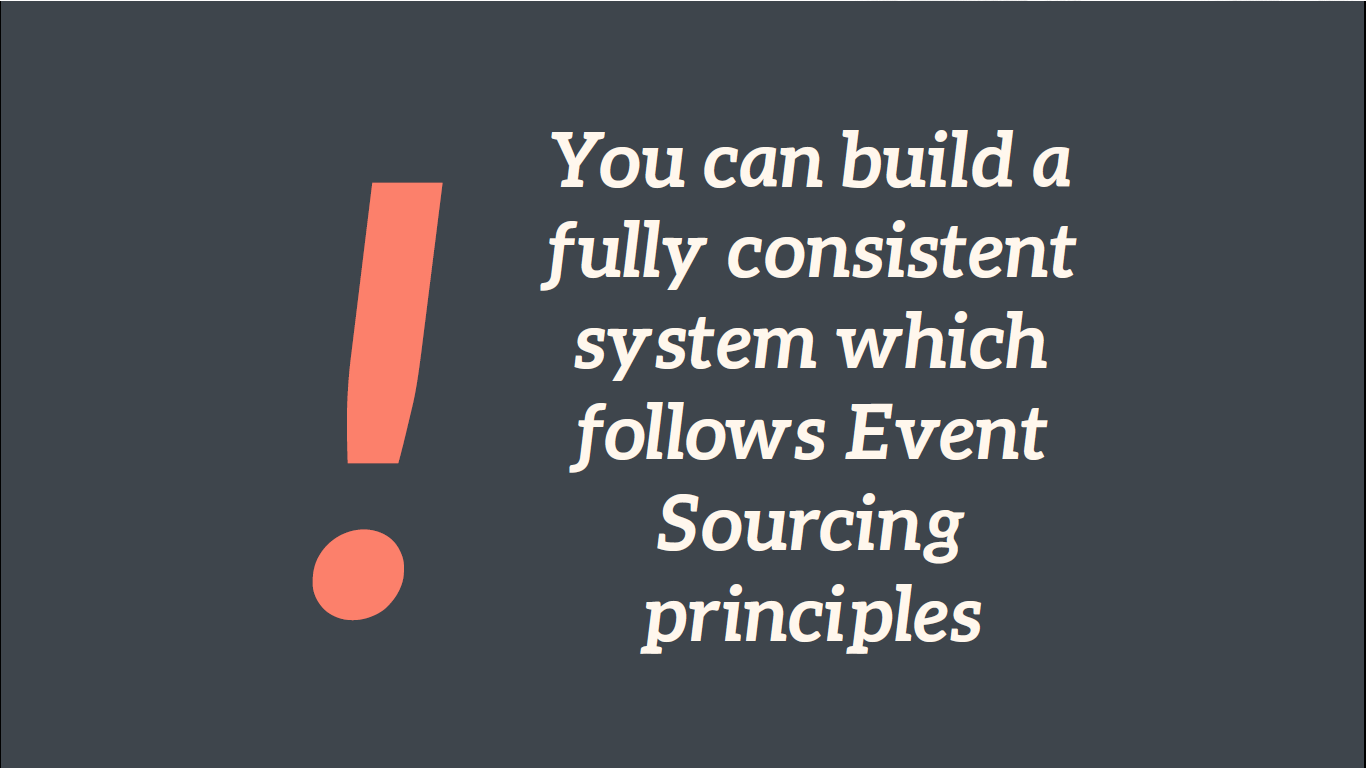 !
You can build a
fully consistent
system which
follows Event
Sourcing
principles